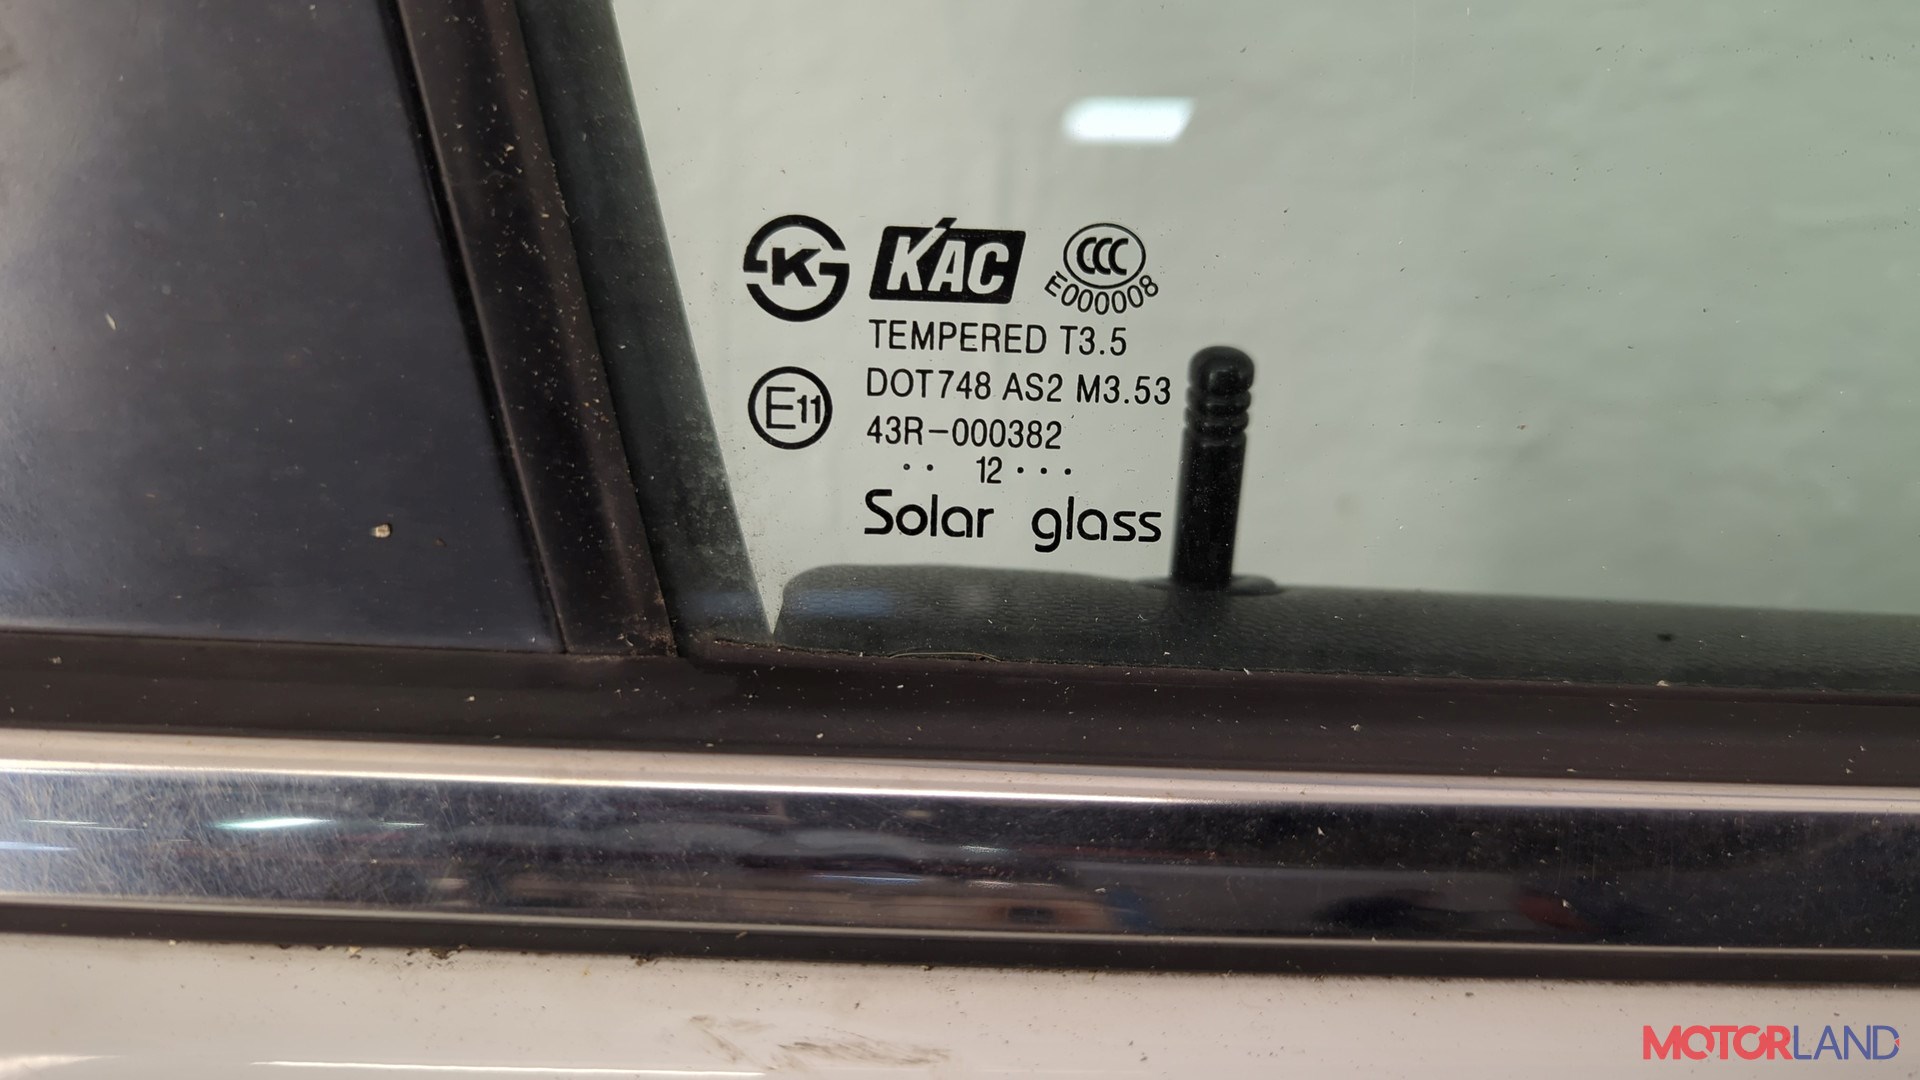 K
KAC
CCC
E000008
TEMPERED T3.5
DOT748 AS2 M3.53
E11
43R-000382
•• 12 •••
Solar glass
MOTORLAND